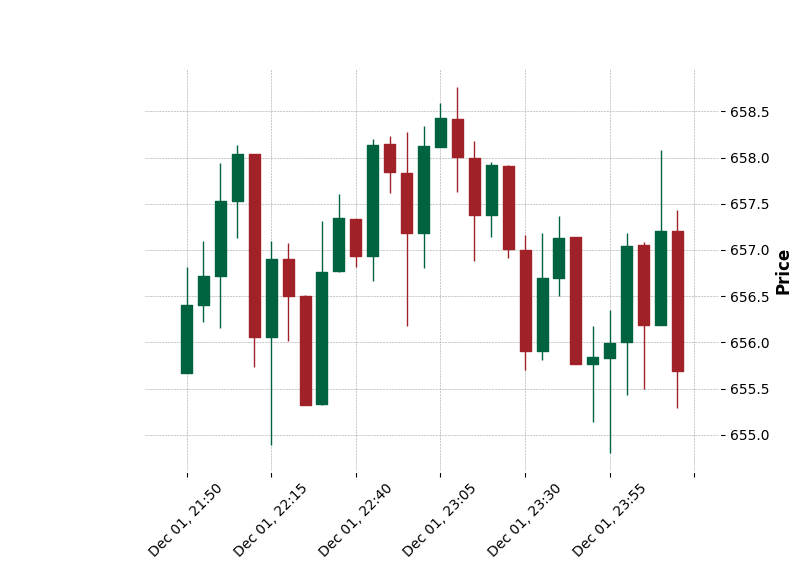 658.5
658.0
657.5
657.0
656.5
656.0
655.5
655.0
Price
Dec 01, 21:50
Dec 01, 22:15
Dec 01, 22:40
Dec 01, 23:05
Dec 01, 23:30
Dec 01, 23:55